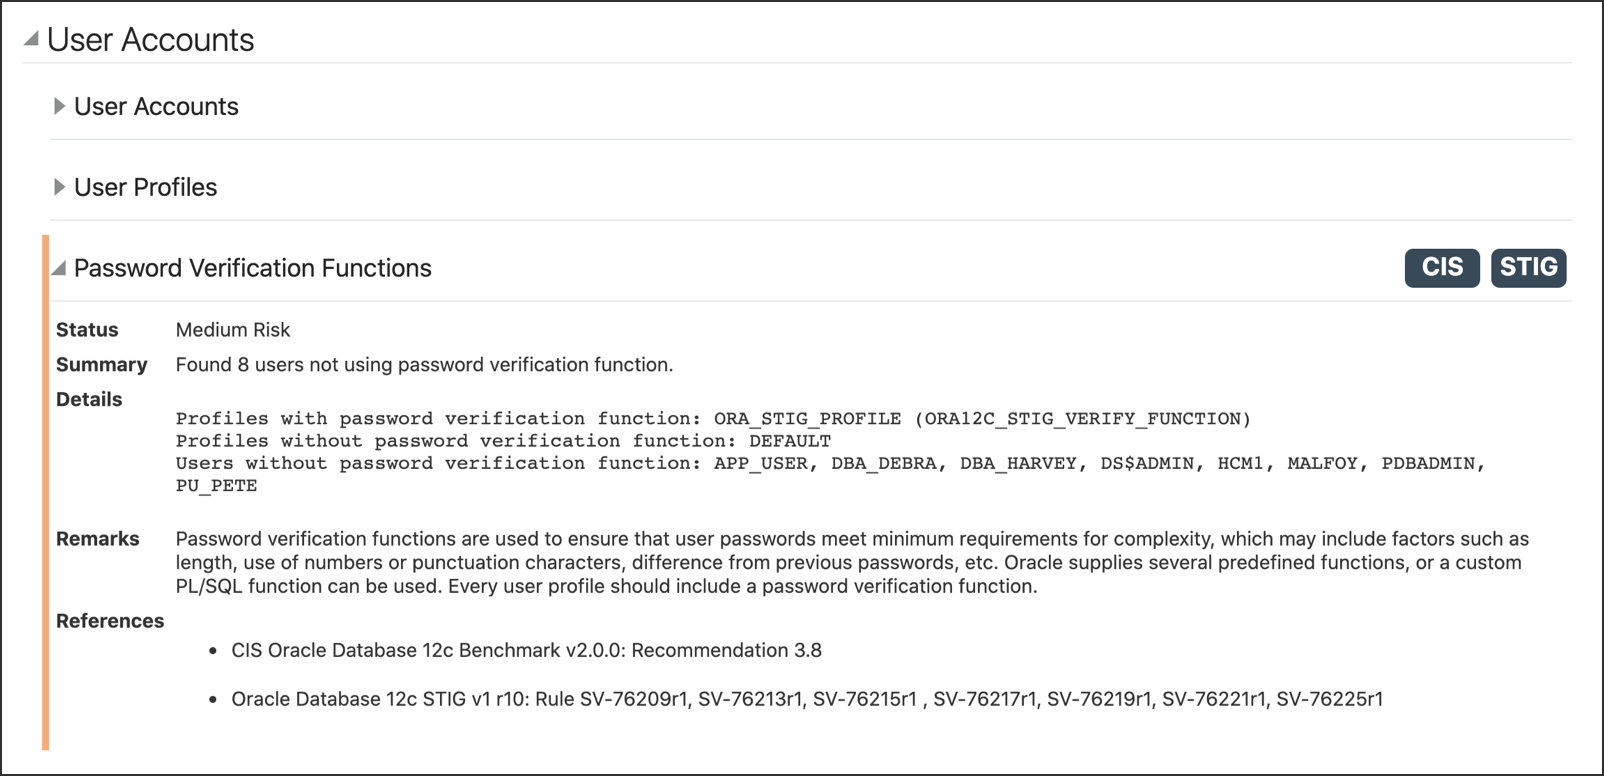 User Accounts
User Accounts
User Profiles
Password Verification Functions CIS STIG
Status Medium Risk
Summary Found 8 users not using password verification function.
Details
Profiles with password verification function: ORA_STIG_PROFILE (ORA12C_STIG_VERIFY_FUNCTION)
Profiles without password verification function: DEFAULT
Users without password verification function: APP_USER, DBA_DEBRA, DBA_HARVEY, DS$ADMIN, HCM1, MALFOY, PDBADMIN,
PU_PETE
Remarks Password verification functions are used to ensure that user passwords meet minimum requirements for complexity, which may include factors such as
length, use of numbers or punctuation characters, difference from previous passwords, etc. Oracle supplies several predefined functions, or a custom
PL/SQL function can be used. Every user profile should include a password verification function.
References
• CIS Oracle Database 12c Benchmark v2.0.0: Recommendation 3.8
• Oracle Database 12c STIG v1 r10: Rule SV-76209r1, SV-76213r1, SV-76215r1 , SV-76217r1, SV-76219r1, SV-76221r1, SV-76225r1